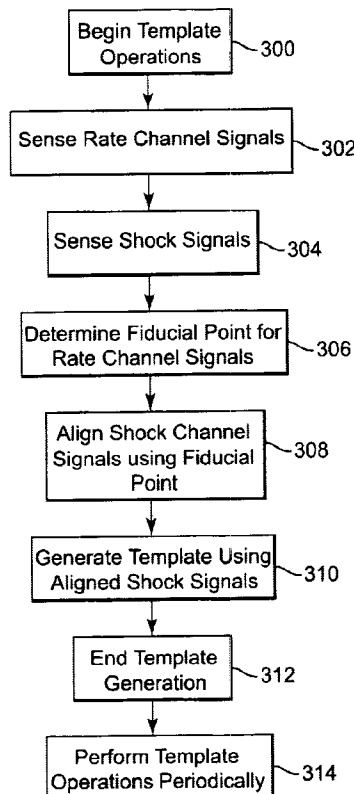 Begin Template
Operations
300
Sense Rate Channel Signals
302
Sense Shock Signals
304
Determine Fiducial Point for
Rate Channel Signals
306
Align Shock Channel
Signals using Fiducial
Point
308
Generate Template Using
Aligned Shock Signals
310
End Template
Generation
312
Perform Template
Operations Periodically
314